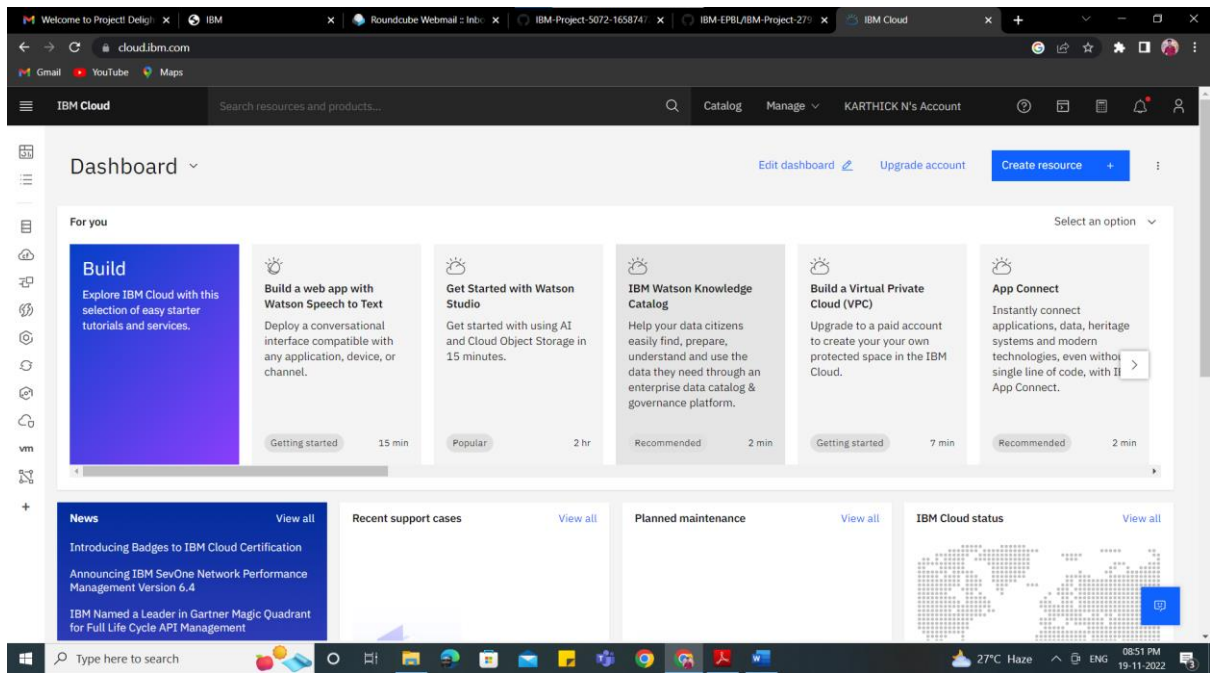 Welcome to Project! Deligh
IBM
Roundcube Webmail :: Inbo
IBM-Project-5072-1658747
IBM-EPBL/IBM-Project-279
IBM Cloud
cloud.ibm.com
Gmail
YouTube
Maps
IBM Cloud
Search resources and products...
Catalog
Manage
KARTHICK N's Account
Dashboard
Edit dashboard
Upgrade account
Create resource +
For you
Select an option
Build
Explore IBM Cloud with this
selection of easy starter
tutorials and services.
Build a web app with
Watson Speech to Text
Deploy a conversational
interface compatible with
any application, device, or
channel.
Getting started
15 min
Get Started with Watson
Studio
Get started with using AI
and Cloud Object Storage in
15 minutes.
Popular
2 hr
IBM Watson Knowledge
Catalog
Help your data citizens
easily find, prepare,
understand and use the
data they need through an
enterprise data catalog &
governance platform.
Recommended
2 min
Build a Virtual Private
Cloud (VPC)
Upgrade to a paid account
to create your your own
protected space in the IBM
Cloud.
Getting started
7 min
App Connect
Instantly connect
applications, data, heritage
systems and modern
technologies, even withou
single line of code, with I
App Connect.
Recommended
2 min
vm
News
View all
Introducing Badges to IBM Cloud Certification
Announcing IBM SevOne Network Performance
Management Version 6.4
IBM Named a Leader in Gartner Magic Quadrant
for Full Life Cycle API Management
Recent support cases
View all
Planned maintenance
View all
IBM Cloud status
View all
Type here to search
27°C Haze
ENG
08:51 PM
19-11-2022